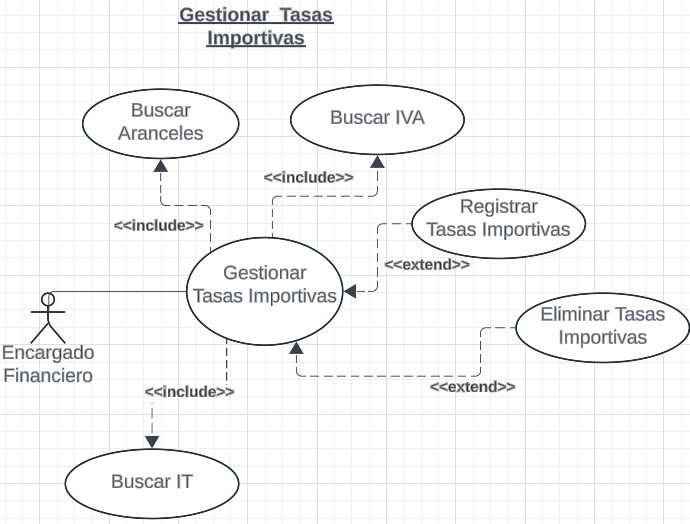 Gestionar Tasas
Importivas
Buscar
Aranceles
Buscar IVA
<<include>>
<<include>>
Registrar
Tasas Importivas
<<extend>>
Gestionar
Tasas Importivas
Eliminar Tasas
Importivas
Encargado
Financiero
<<include>>
<<extend>>
Buscar IT